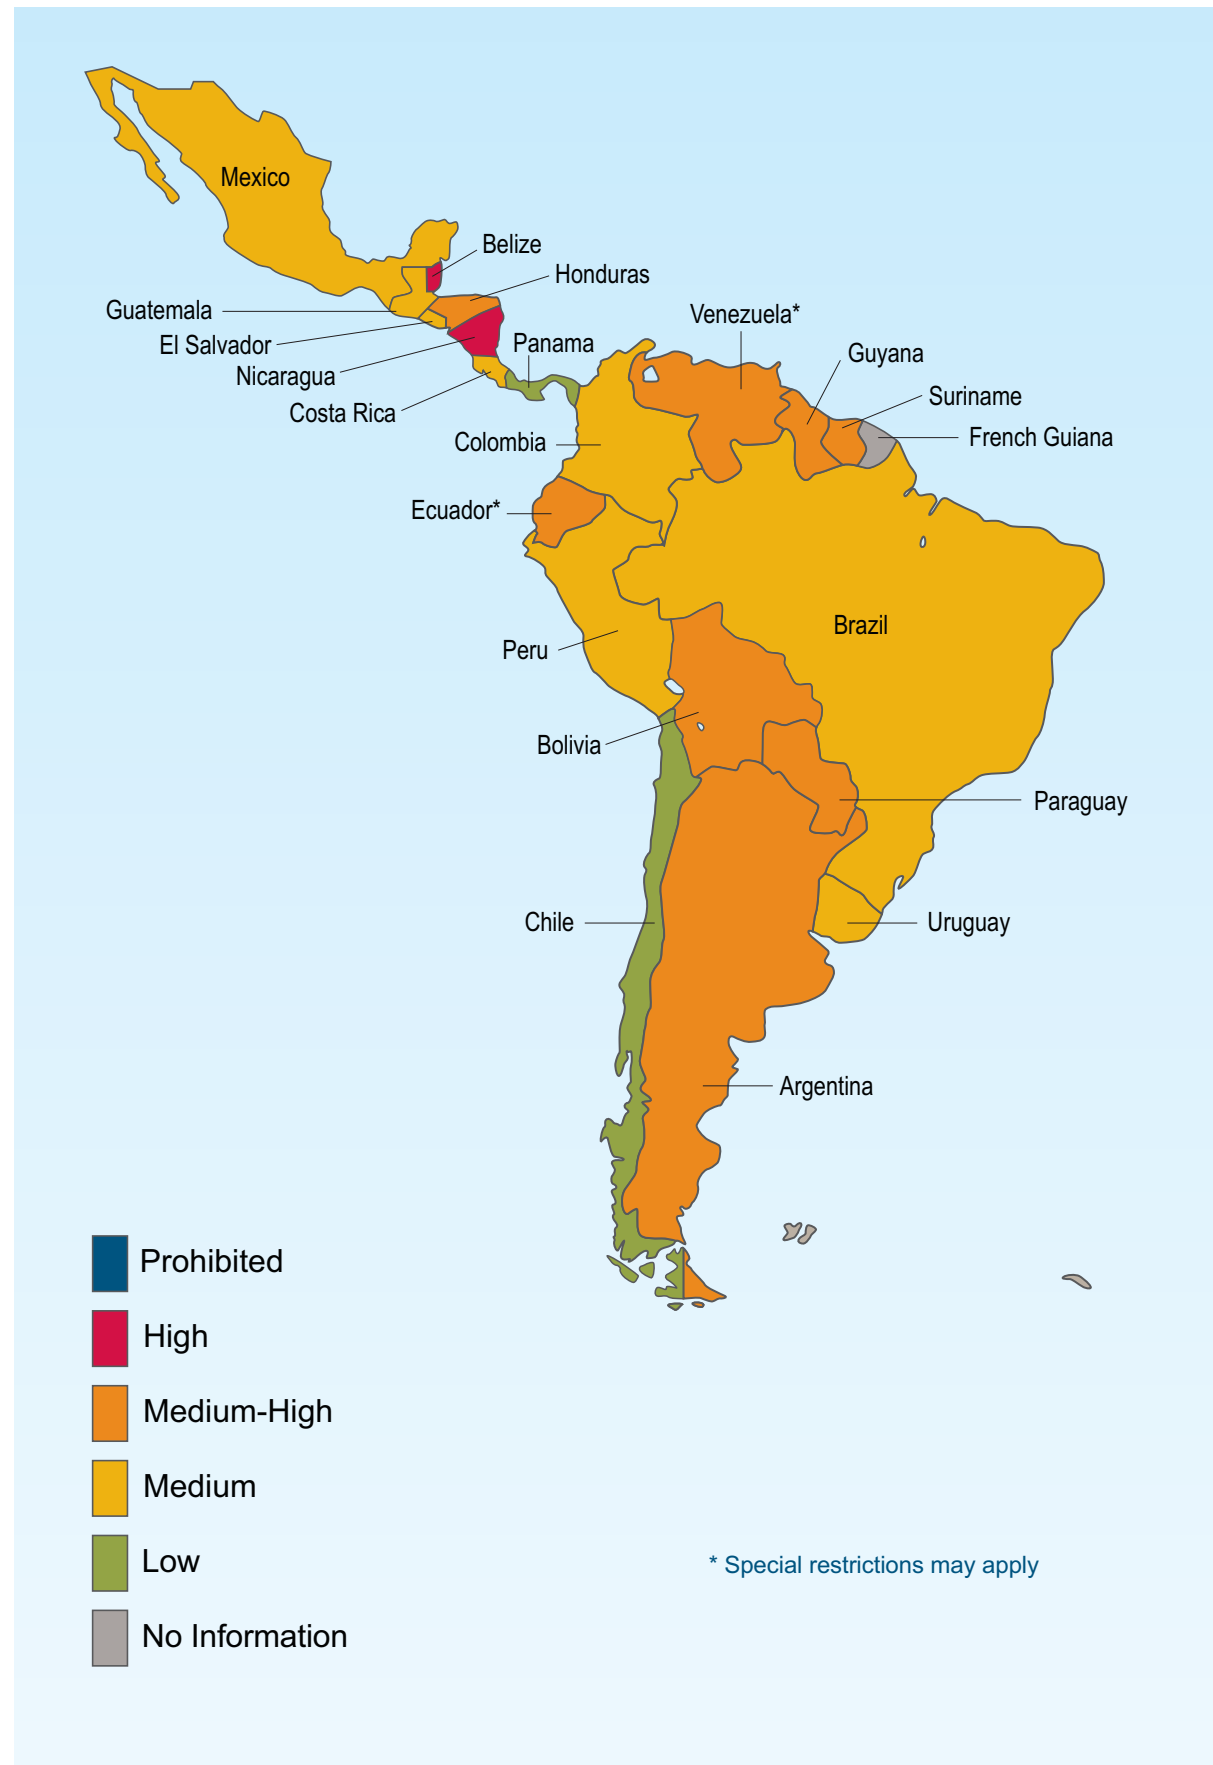 Mexico
Belize
Honduras
Guatemala
Venezuela*
El Salvador
Panama
Guyana
Nicaragua
Suriname
Costa Rica
French Guiana
Colombia
Ecuador*
Brazil
Peru
Bolivia
Paraguay
Chile
Uruguay
Argentina
Prohibited
High
Medium-High
Medium
Low
* Special restrictions may apply
No Information